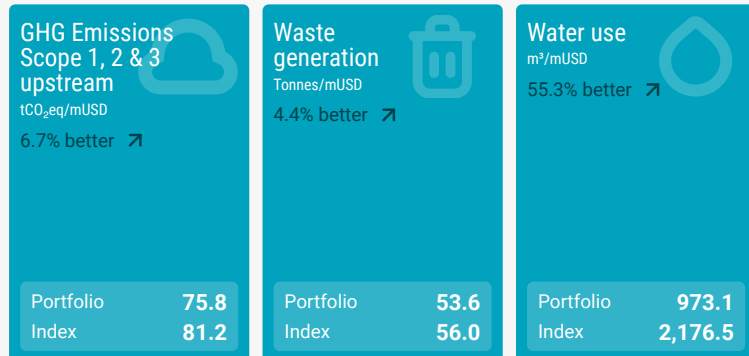 GHG Emissions
Scope 1, 2 & 3
upstream
tCO₂eq/mUSD
6.7% better
Portfolio 75.8
Index 81.2
Waste
generation
Tonnes/mUSD
4.4% better
Portfolio 53.6
Index 56.0
Water use
m³/mUSD
55.3% better
Portfolio 973.1
Index 2,176.5